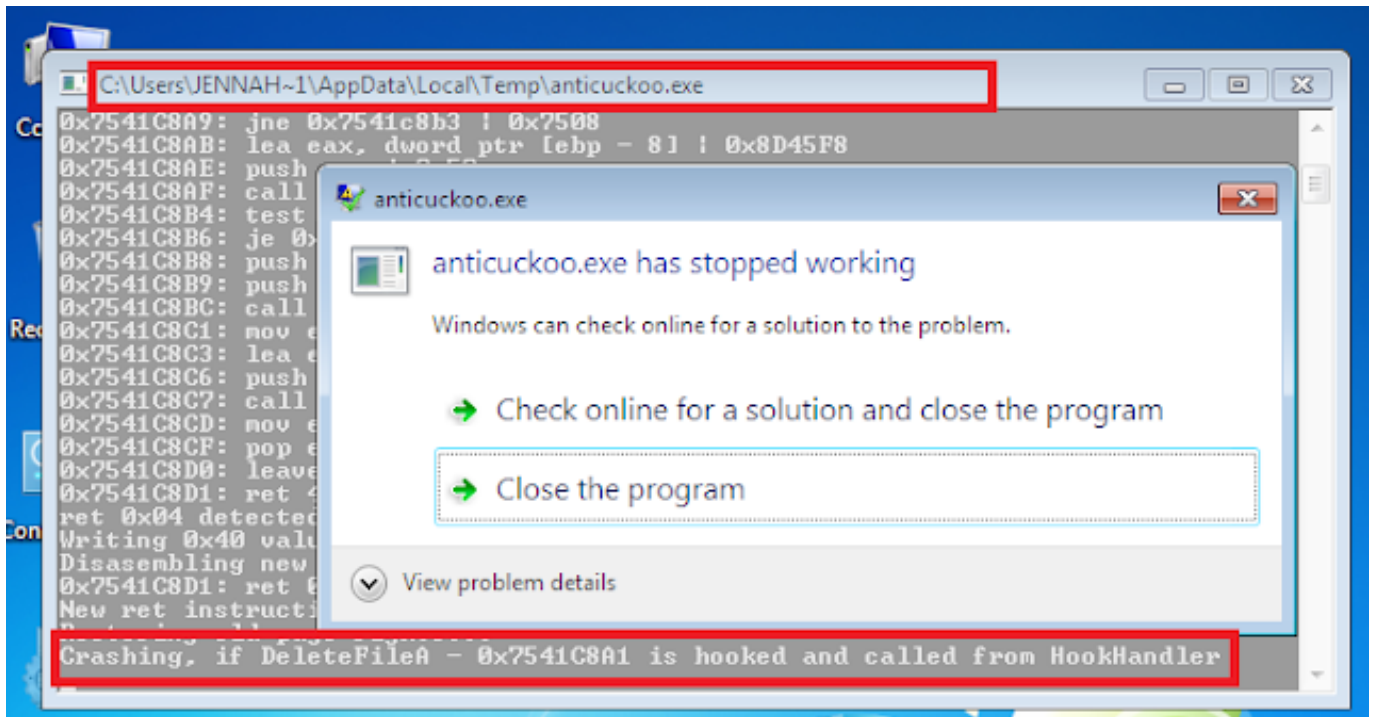 C:\Users\JENNAH~1\AppData\Local\Temp\anticuckoo.exe
0x7541C8A9: jne 0x7541c8b3 | 0x7508
0x7541C8AB: lea eax, dword ptr [ebp - 8] | 0x8D45F8
0x7541C8AE: push
0x7541C8AF: call
0x7541C8B4: test
0x7541C8B6: je
0x7541C8B8: push
0x7541C8B9: push
0x7541C8BC: call
0x7541C8C1: mov
0x7541C8C3: lea
0x7541C8C6: push
0x7541C8C7: call
0x7541C8CD: mov
0x7541C8CF: pop
0x7541C8D0: leave
0x7541C8D1: ret
ret 0x04 detected
Writing 0x40
Disasembling new
0x7541C8D1: ret
New ret
Crashing, if DeleteFileA - 0x7541C8A1 is hooked and called from HookHandler
anticuckoo.exe
anticuckoo.exe has stopped working
Windows can check online for a solution to the problem.
Check online for a solution and close the program
Close the program
View problem details